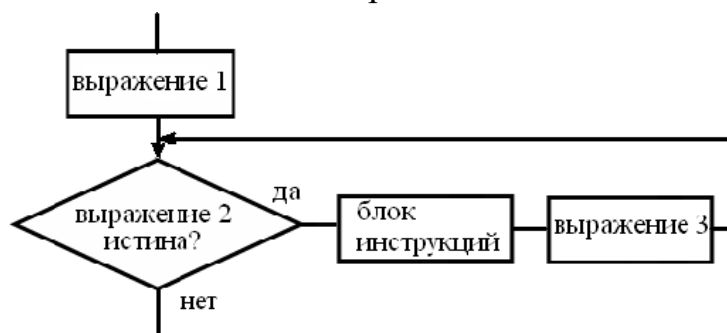 выражение 1
да
выражение 2
истина?
блок
инструкций
выражение 3
нет